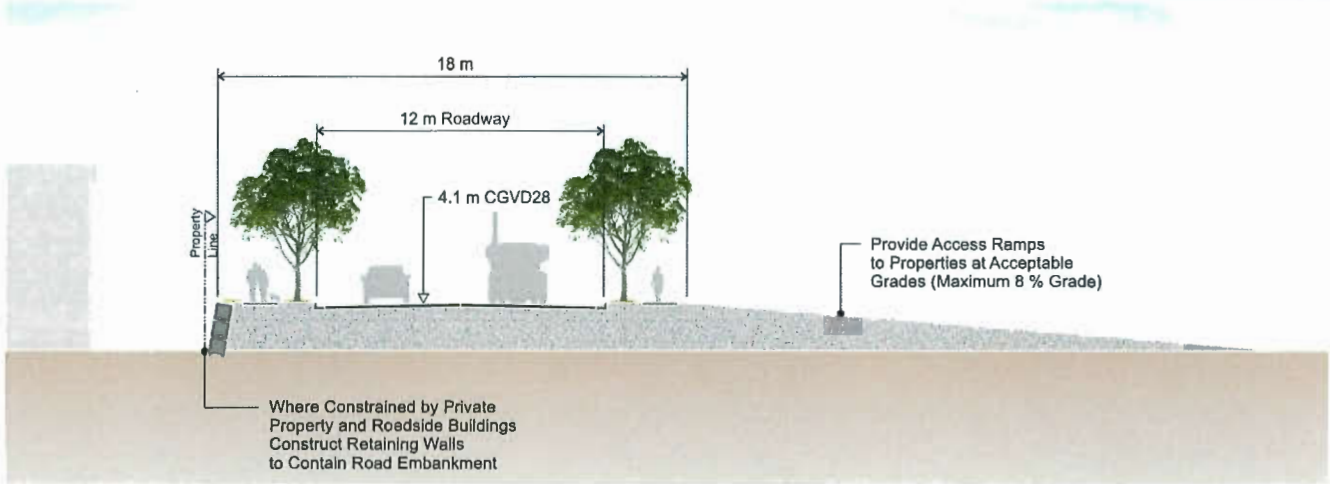 18 m
12 m Roadway
4.1 m CGVD28
Property
Line
Provide Access Ramps
to Properties at Acceptable
Grades (Maximum 8 % Grade)
Where Constrained by Private
Property and Roedside Buildings
Construct Retaining Walls
to Contain Road Embankment